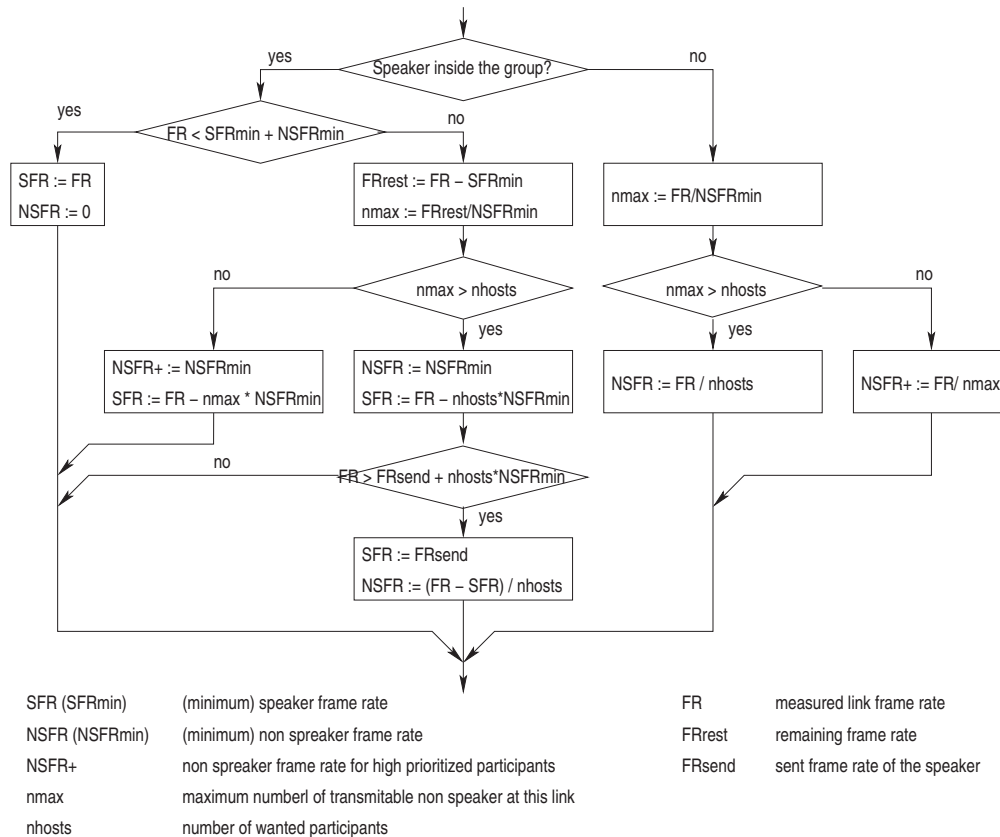 yes
Speaker inside the group?
no
yes
FR < SFRmin + NSFRmin
no
SFR := FR
NSFR := 0
FRrest := FR – SFRmin
nmax := FRrest/NSFRmin
nmax := FR/NSFRmin
no
nmax > nhosts
yes
nmax > nhosts
no
yes
NSFR+ := NSFRmin
SFR := FR – nmax * NSFRmin
NSFR := NSFRmin
SFR := FR – nhosts*NSFRmin
NSFR := FR / nhosts
NSFR+ := FR/ nmax
no
FR > FRsend + nhosts*NSFRmin
yes
SFR := FRsend
NSFR := (FR – SFR) / nhosts
SFR (SFRmin) (minimum) speaker frame rate
NSFR (NSFRmin) (minimum) non spreaker frame rate
NSFR+ non spreaker frame rate for high prioritized participants
nmax maximum numberl of transmitable non speaker at this link
nhosts number of wanted participants
FR measured link frame rate
FRrest remaining frame rate
FRsend sent frame rate of the speaker